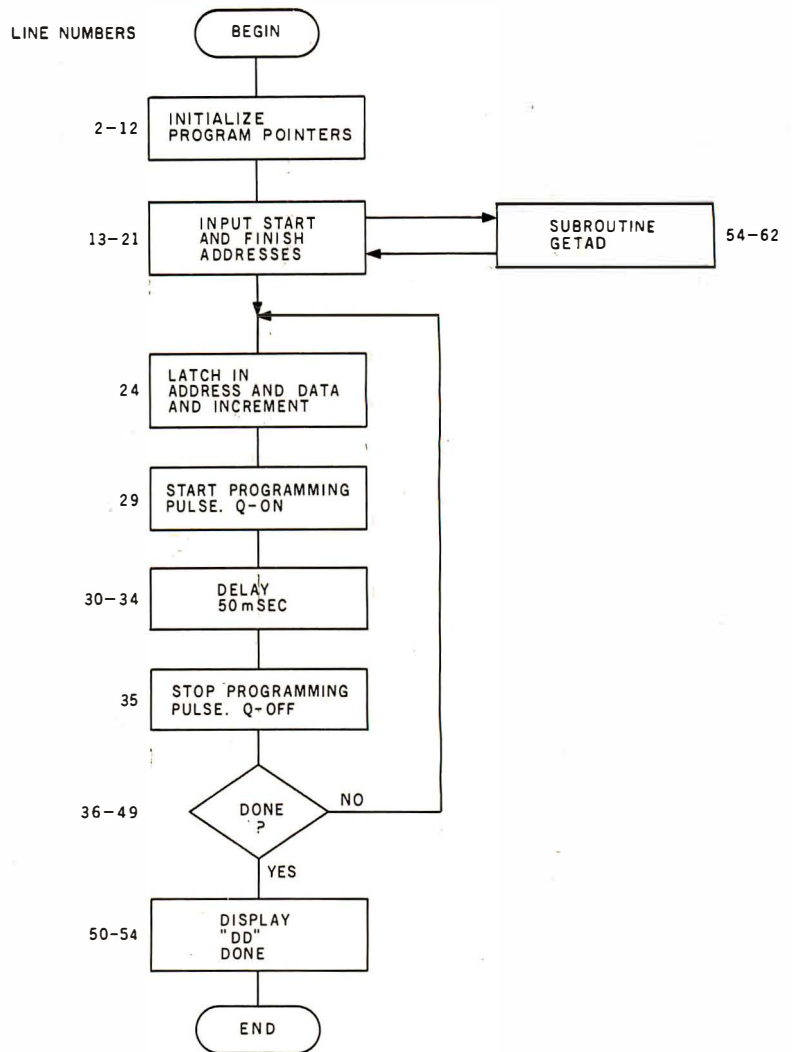 LINE NUMBERS
BEGIN
2-12
INITIALIZE
PROGRAM POINTERS
13-21
INPUT START
AND FINISH
ADDRESSES
SUBROUTINE
GETAD
54-62
24
LATCH IN
ADDRESS AND DATA
AND INCREMENT
29
START PROGRAMMING
PULSE. Q-ON
30-34
DELAY
50mSEC
35
STOP PROGRAMMING
PULSE. Q-OFF
36-49
DONE
?
NO
YES
50-54
DISPLAY
"DD"
DONE
END